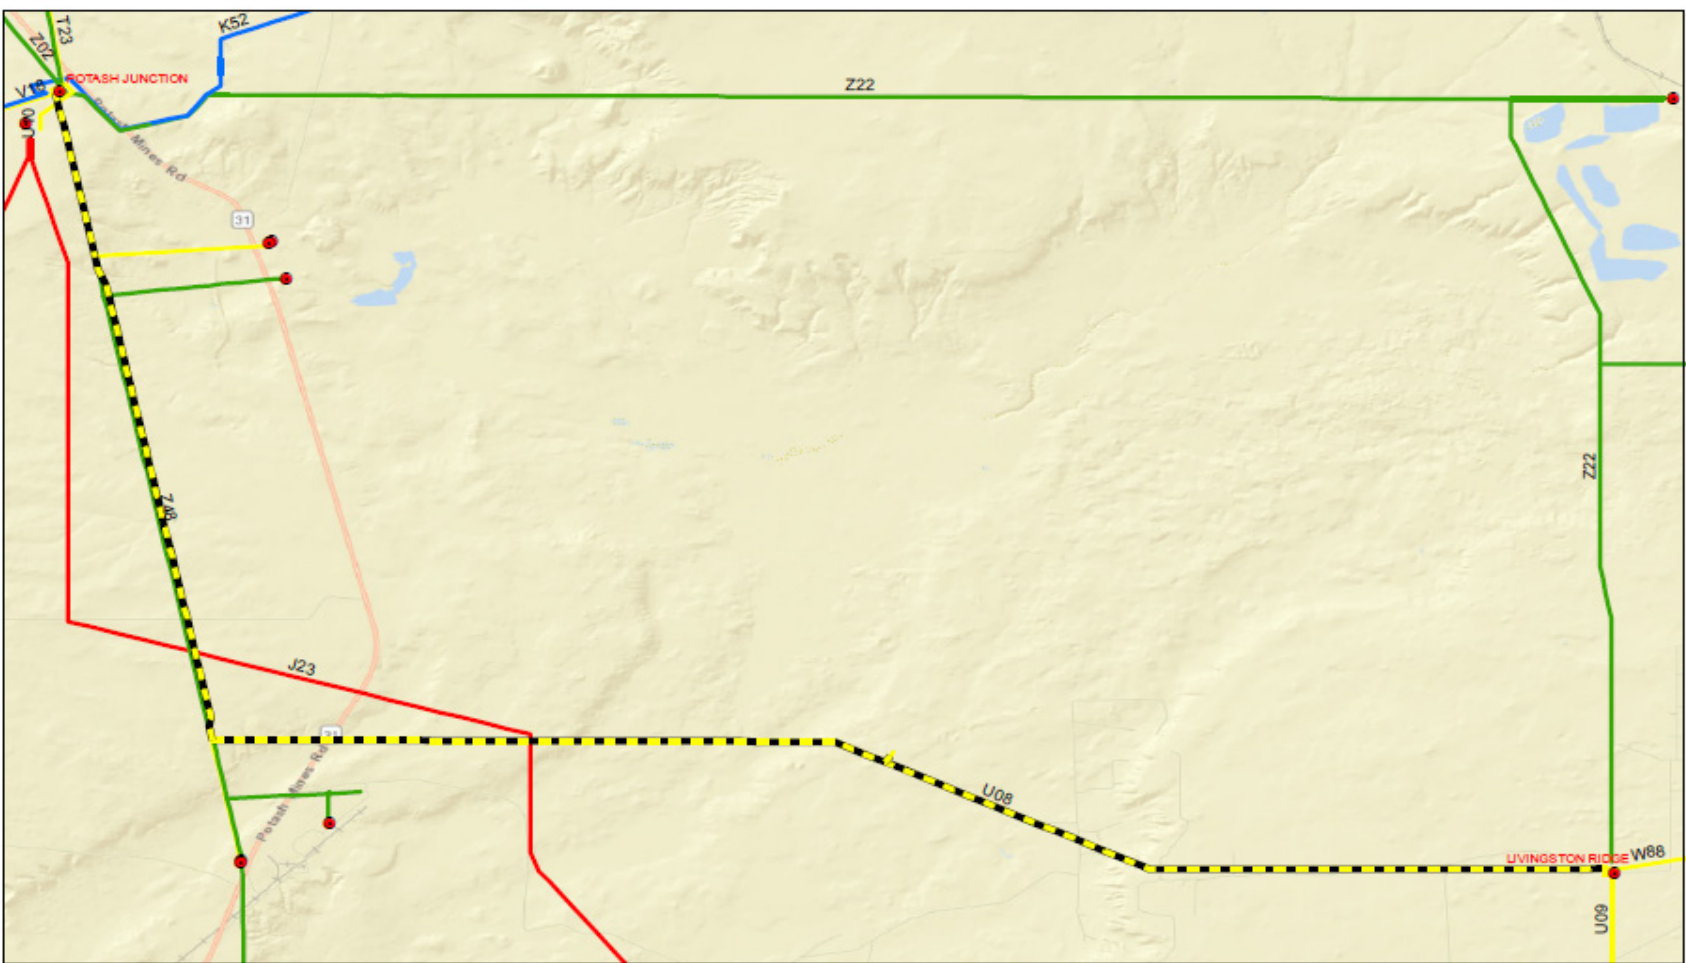 T23
K52
Z02
POTASH JUNCTION
V18
Z22
Potash Mines Rd
31
Z48
Z22
J23
31
Potash Mines Rd
U08
LIVINGSTON RIDGE
W88
U09